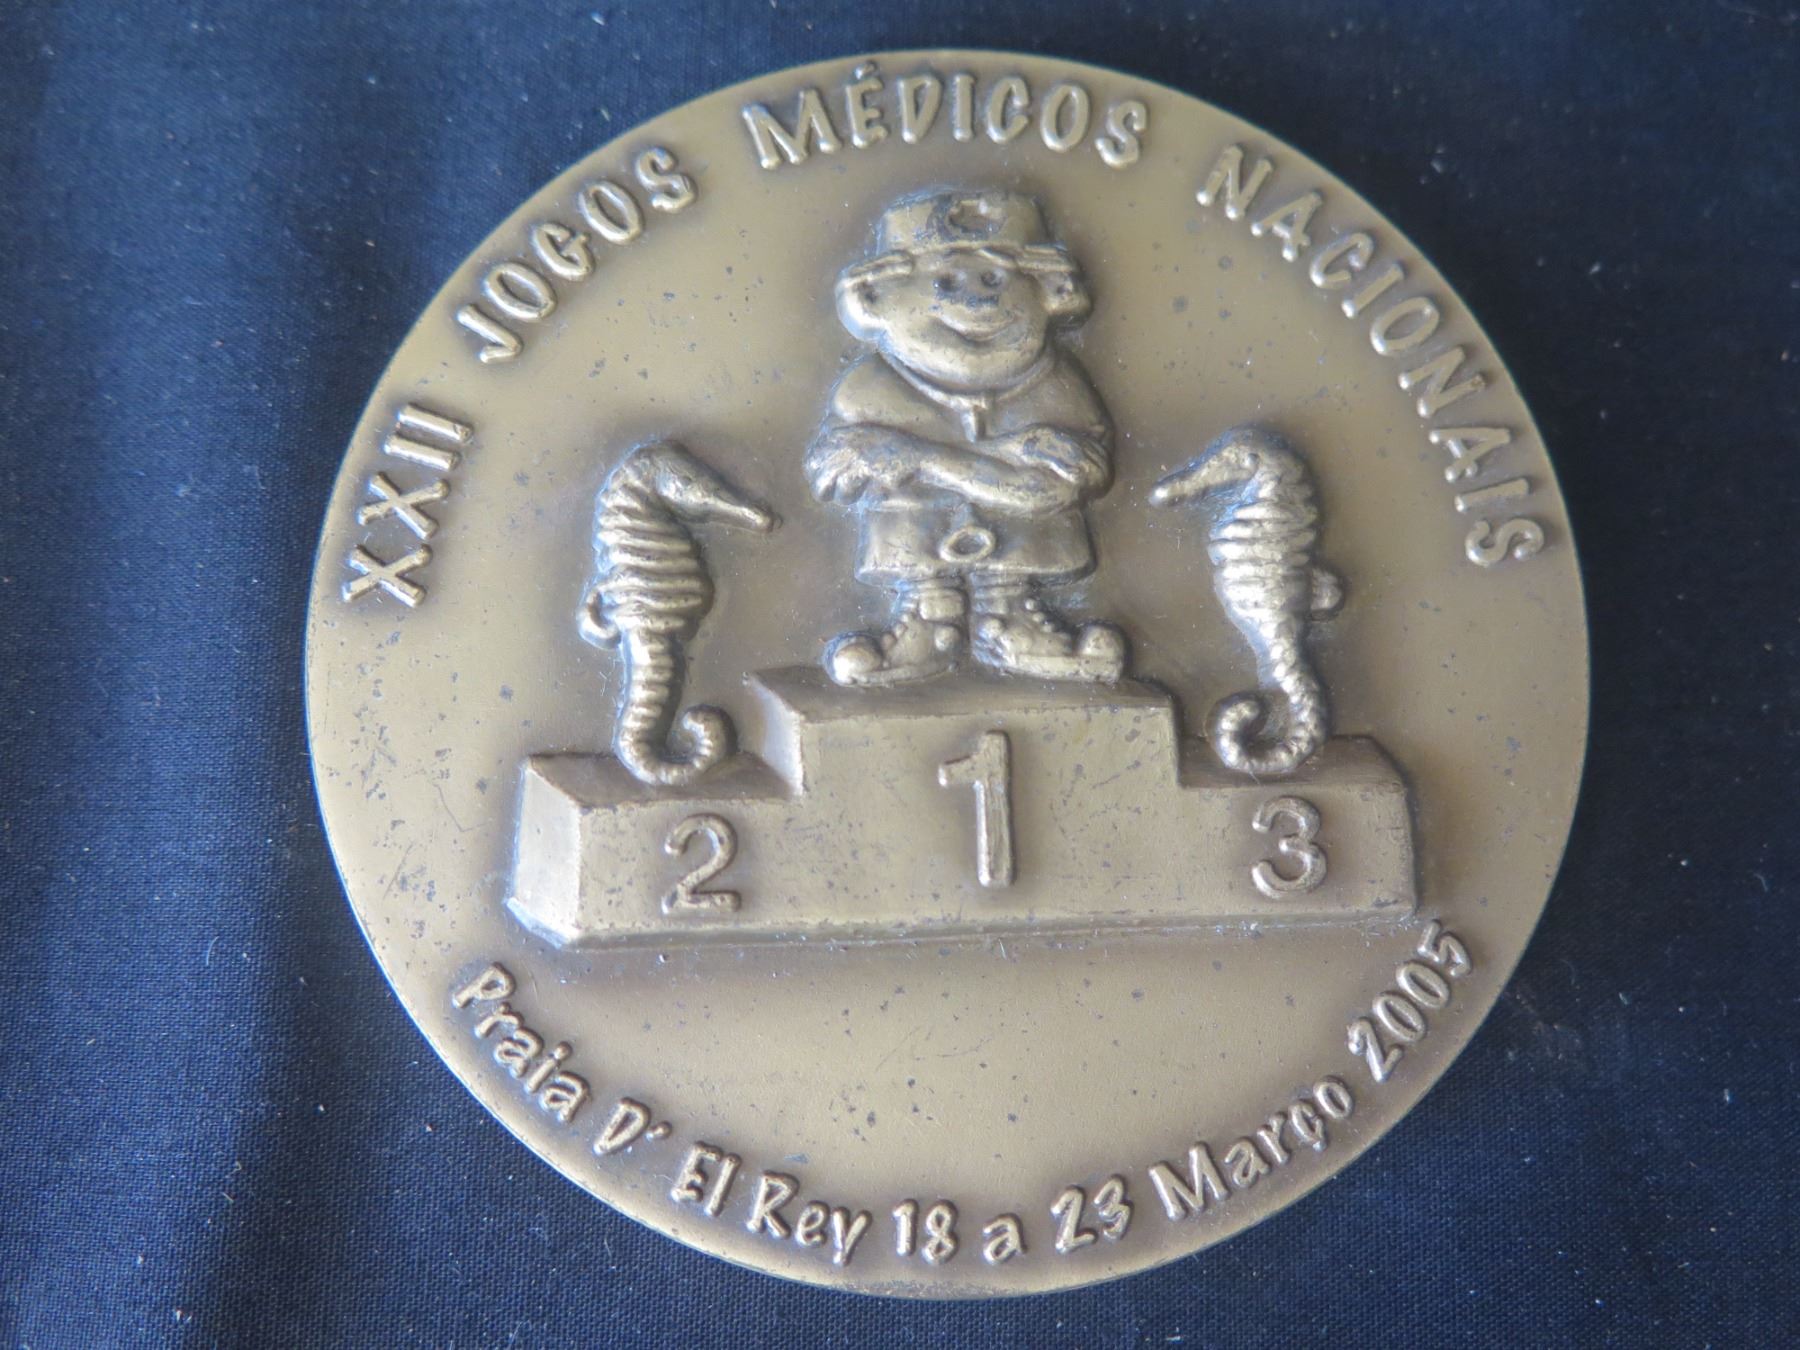 XXII JOGOS MÉDICOS NACIONAIS
1
2
3
Praia D' El Rey 18 a 23 Março 2005